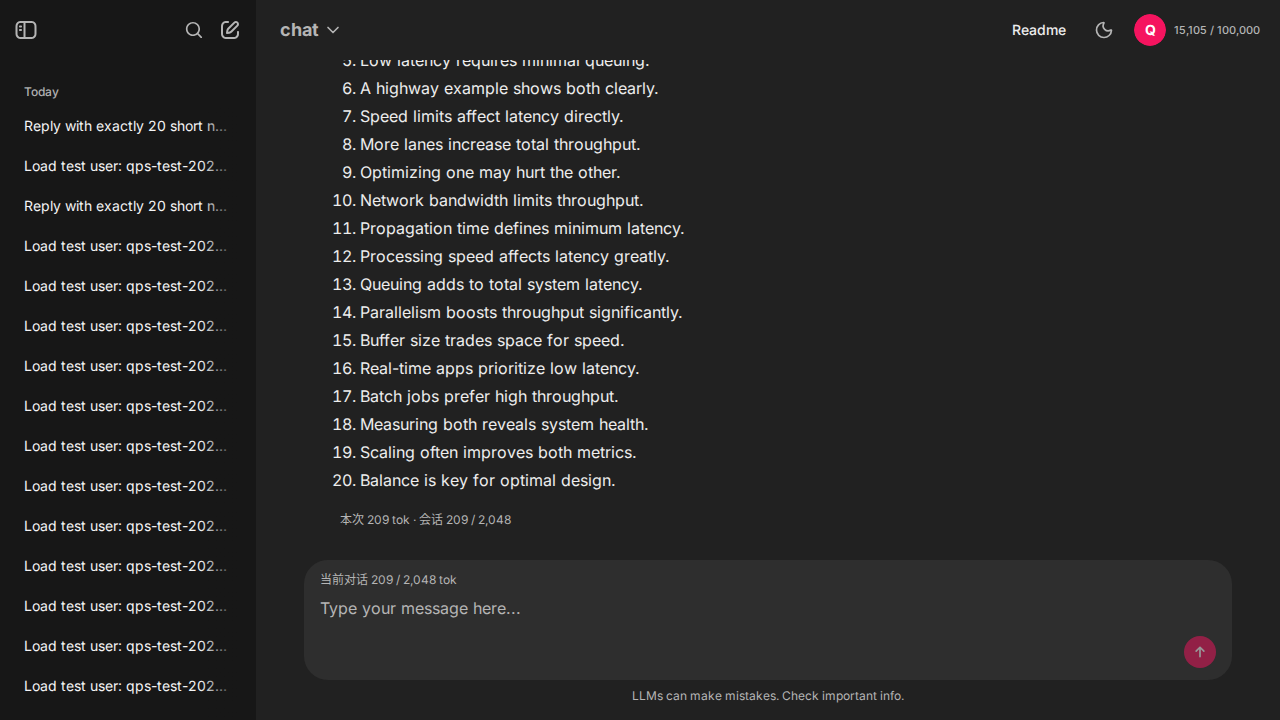 chat
Readme
Q
15,105 / 100,000
Today
Reply with exactly 20 short n...
Load test user: qps-test-202...
Reply with exactly 20 short n...
Load test user: qps-test-202...
Load test user: qps-test-202...
Load test user: qps-test-202...
Load test user: qps-test-202...
Load test user: qps-test-202...
Load test user: qps-test-202...
Load test user: qps-test-202...
Load test user: qps-test-202...
Load test user: qps-test-202...
Load test user: qps-test-202...
Load test user: qps-test-202...
Load test user: qps-test-202...
5. Low latency requires minimal queuing.
6. A highway example shows both clearly.
7. Speed limits affect latency directly.
8. More lanes increase total throughput.
9. Optimizing one may hurt the other.
10. Network bandwidth limits throughput.
11. Propagation time defines minimum latency.
12. Processing speed affects latency greatly.
13. Queuing adds to total system latency.
14. Parallelism boosts throughput significantly.
15. Buffer size trades space for speed.
16. Real-time apps prioritize low latency.
17. Batch jobs prefer high throughput.
18. Measuring both reveals system health.
19. Scaling often improves both metrics.
20. Balance is key for optimal design.
本次 209 tok · 会话 209 / 2,048
当前对话 209 / 2,048 tok
Type your message here...
LLMs can make mistakes. Check important info.